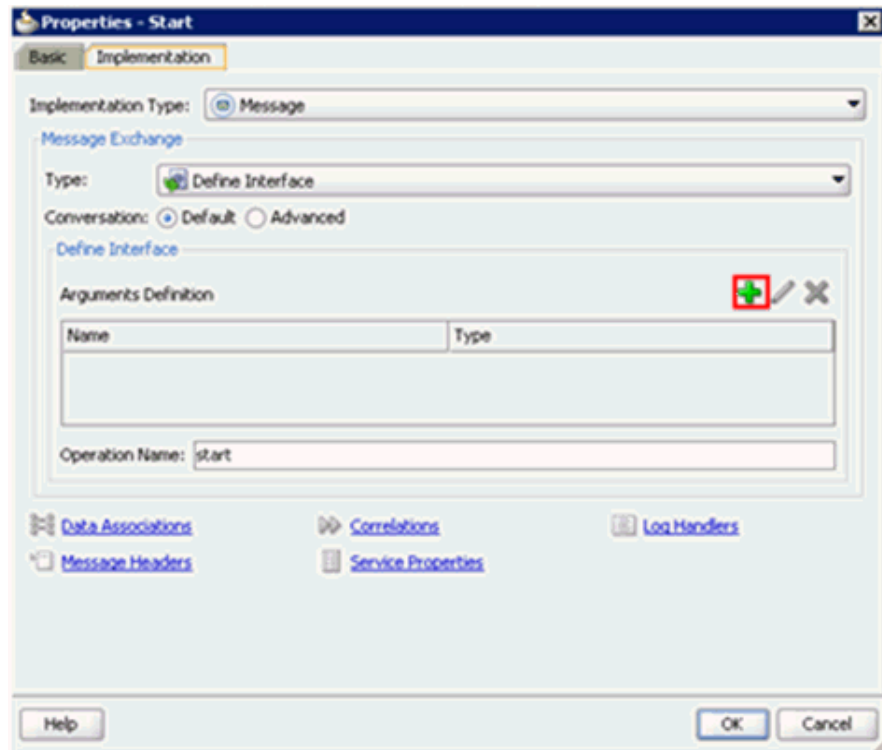 Properties - Start
Basic Implementation
Implementation Type: Message
Message Exchange
Type: Define Interface
Conversation: Default Advanced
Define Interface
Arguments Definition
Name Type
Operation Name: start
Data Associations Correlations Log Handlers
Message Headers Service Properties
Help OK Cancel